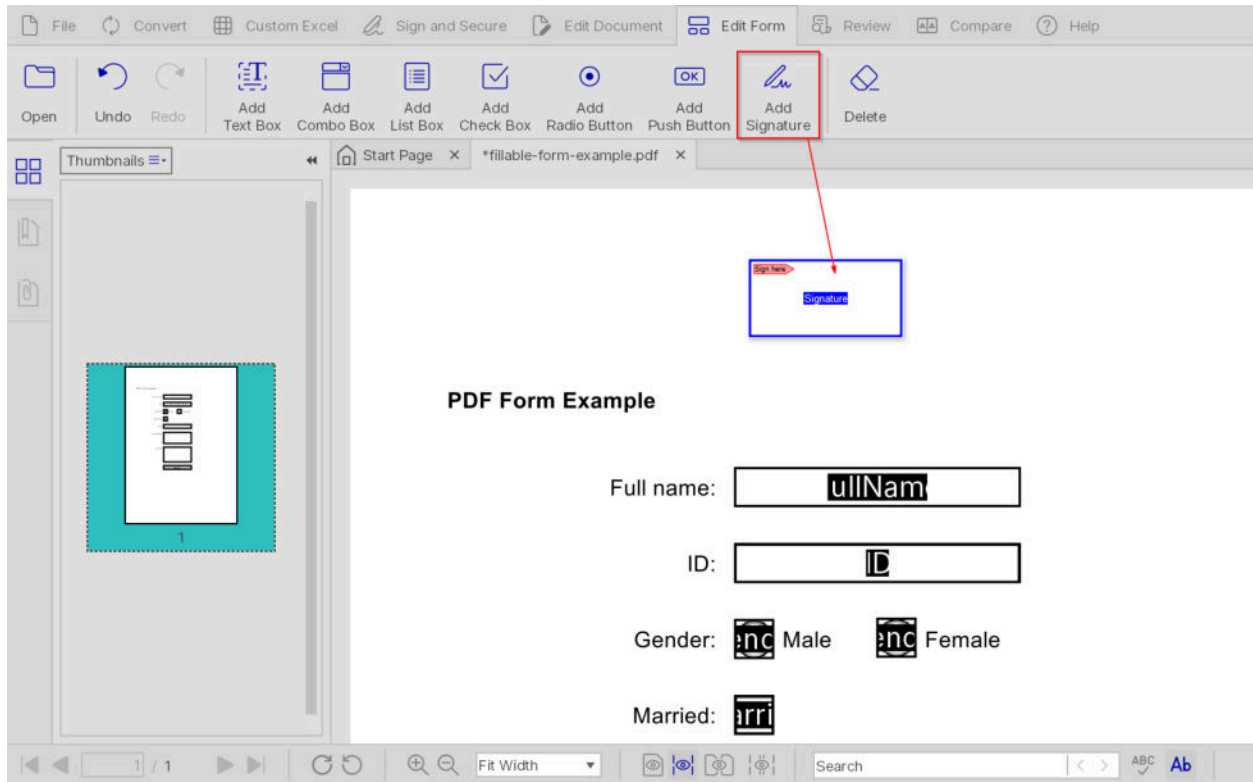 File Convert Custom Excel Sign and Secure Edit Document Edit Form Review Compare Help
Open Undo Redo Add Text Box Add Combo Box Add List Box Add Check Box Add Radio Button OK Add Push Button Add Signature Delete
Thumbnails
Start Page × *fillable-form-example.pdf ×
Sign here
Signature
PDF Form Example
1
Full name: ullNam
ID: ID
Gender: Male Female
Married: arri
1 / 1 Fit Width Search ABC Ab